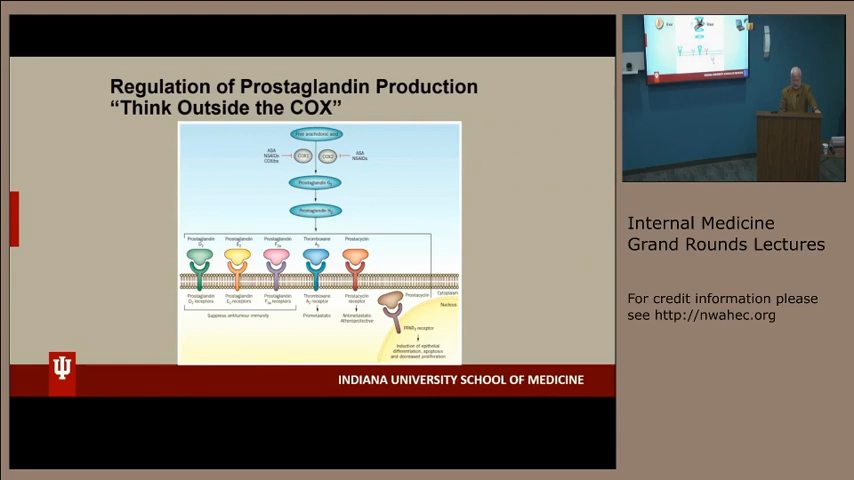 Regulation of Prostaglandin Production
“Think Outside the COX”
Free arachidonic acid
ASA
NSAIDs
COXibs
COX1
COX2
ASA
NSAIDs
Prostaglandin G2
Prostaglandin H2
Prostaglandin
D2
Prostaglandin
E2
Prostaglandin
F2α
Thromboxane
A2
Prostacyclin
Prostaglandin
D2 receptors
Prostaglandin
E2 receptors
Prostaglandin
F2α receptors
Thromboxane
A2 receptor
Prostacyclin
receptor
Prostacyclin
Cytoplasm
Nucleus
Suppress antitumour immunity
Prometastatic
Antimetastatic
Atheroprotective
receptor
Induction of epithelial
differentiation, apoptosis
and decreased proliferation
INDIANA UNIVERSITY SCHOOL OF MEDICINE
Internal Medicine
Grand Rounds Lectures
For credit information please
see http://nwahec.org